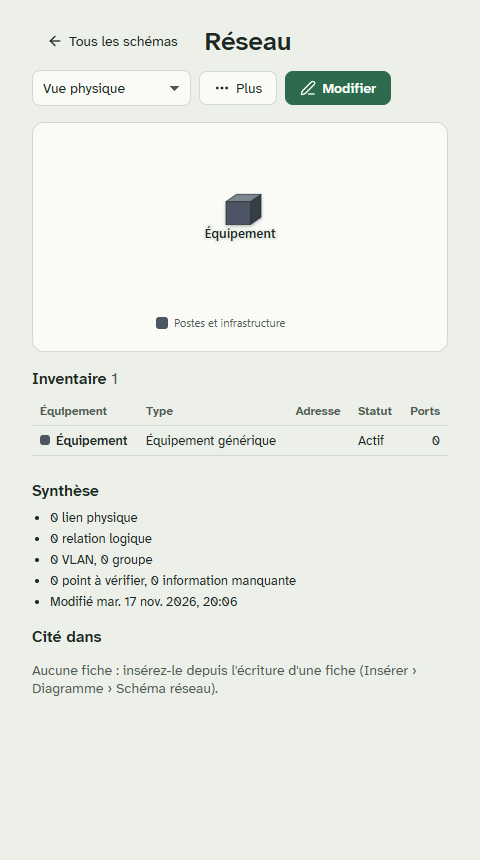 Tous les schémas
Réseau
Vue physique
Plus
Modifier
Équipement
Postes et infrastructure
Inventaire 1
Équipement Type Adresse Statut Ports
Équipement Équipement générique Actif 0
Synthèse
0 lien physique
0 relation logique
0 VLAN, 0 groupe
0 point à vérifier, 0 information manquante
Modifié mar. 17 nov. 2026, 20:06
Cité dans
Aucune fiche : insérez-le depuis l'écriture d'une fiche (Insérer ›
Diagramme › Schéma réseau).